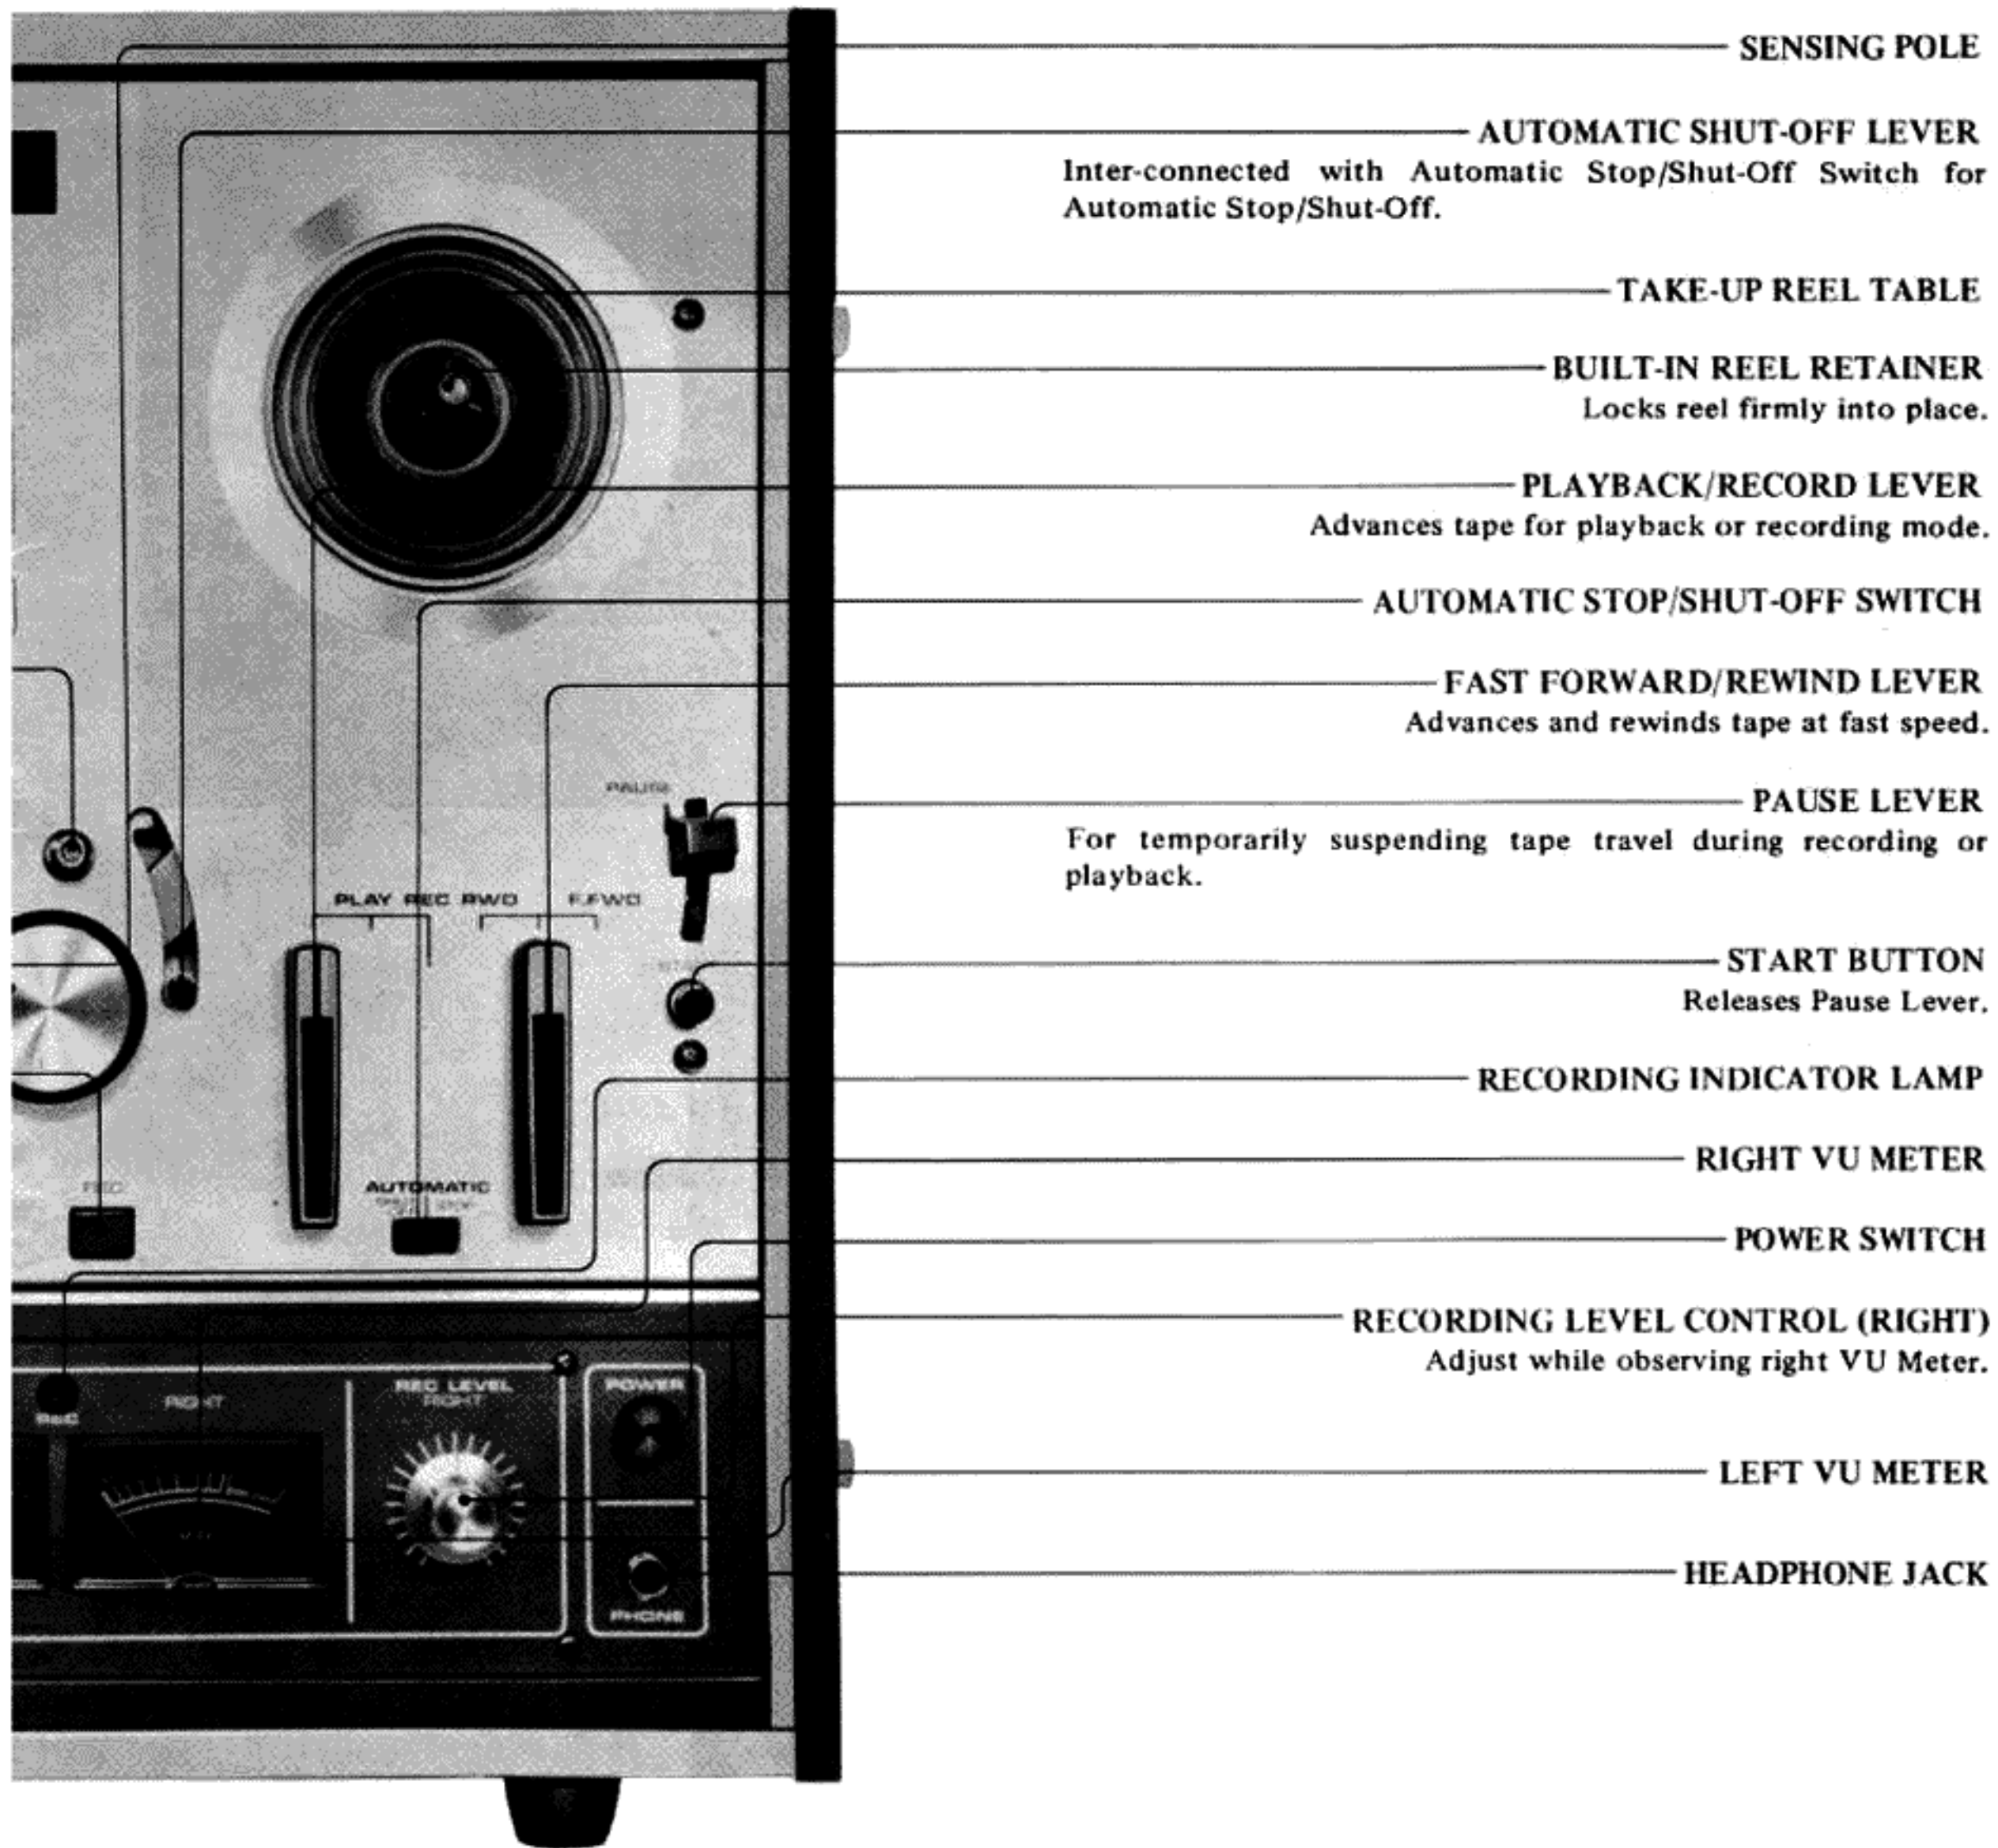 SENSING POLE
AUTOMATIC SHUT-OFF LEVER
Inter-connected with Automatic Stop/Shut-Off Switch for
Automatic Stop/Shut-Off.
TAKE-UP REEL TABLE
BUILT-IN REEL RETAINER
Locks reel firmly into place.
PLAYBACK/RECORD LEVER
Advances tape for playback or recording mode.
AUTOMATIC STOP/SHUT-OFF SWITCH
FAST FORWARD/REWIND LEVER
Advances and rewinds tape at fast speed.
PAUSE LEVER
For temporarily suspending tape travel during recording or
playback.
START BUTTON
Releases Pause Lever.
RECORDING INDICATOR LAMP
RIGHT VU METER
POWER SWITCH
RECORDING LEVEL CONTROL (RIGHT)
Adjust while observing right VU Meter.
LEFT VU METER
HEADPHONE JACK
PAUSE
PLAY REC RWD F.FWD
REC
AUTOMATIC
REC
RIGHT
VU
REC LEVEL
RIGHT
POWER
PHONE